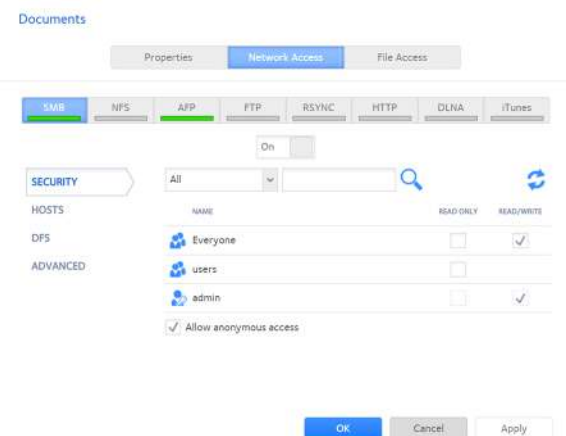 Documents
Properties Network Access File Access
SMB NFS AFP FTP RSYNC HTTP DLNA iTunes
On
SECURITY All
HOSTS NAME READ ONLY READ/WRITE
DFS Everyone
ADVANCED users
admin
Allow anonymous access
OK Cancel Apply